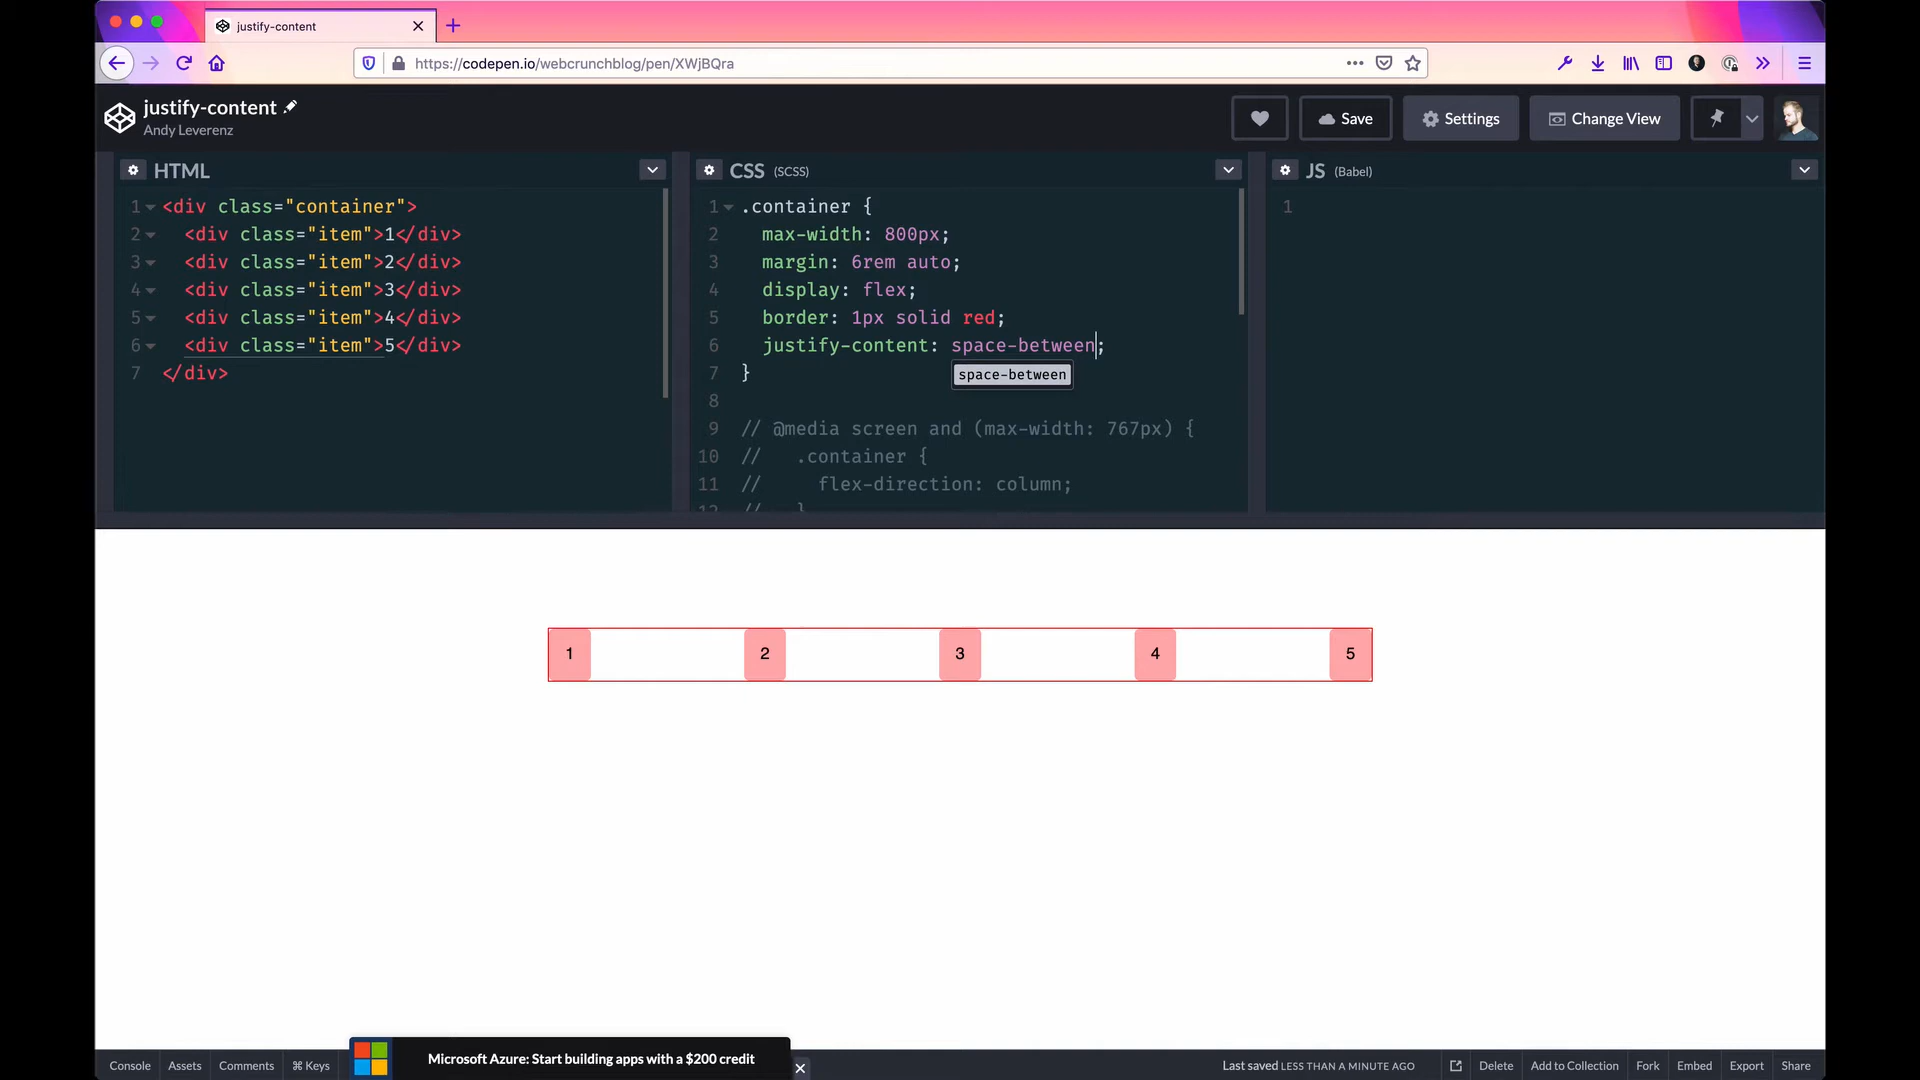 justify-content
https://codepen.io/webcrunchblog/pen/XWjBQra
justify-content
Andy Leverenz
Save
Settings
Change View
HTML
1 <div class="container">
2 <div class="item">1</div>
3 <div class="item">2</div>
4 <div class="item">3</div>
5 <div class="item">4</div>
6 <div class="item">5</div>
7 </div>
CSS (SCSS)
1 .container {
2 max-width: 800px;
3 margin: 6rem auto;
4 display: flex;
5 border: 1px solid red;
6 justify-content: space-between;
space-between
7 }
8
9 // @media screen and (max-width: 767px) {
10 // .container {
11 // flex-direction: column;
12 // }
JS (Babel)
1
1 2 3 4 5
Console Assets Comments ⌘ Keys
Microsoft Azure: Start building apps with a $200 credit
Last saved LESS THAN A MINUTE AGO
Delete Add to Collection Fork Embed Export Share